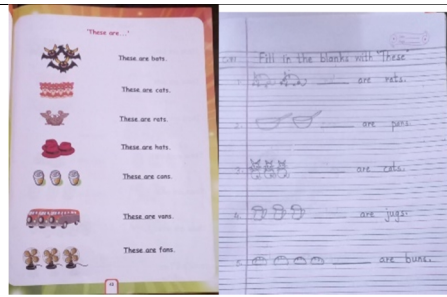 "These are..."
These are bats.
These are cats.
These are rats.
These are hats.
These are cans.
These are vans.
These are fans.
Fill in the blanks with "These"
1. are rats.
2. are pans.
3. are cats.
4. are jugs.
5. are buns.